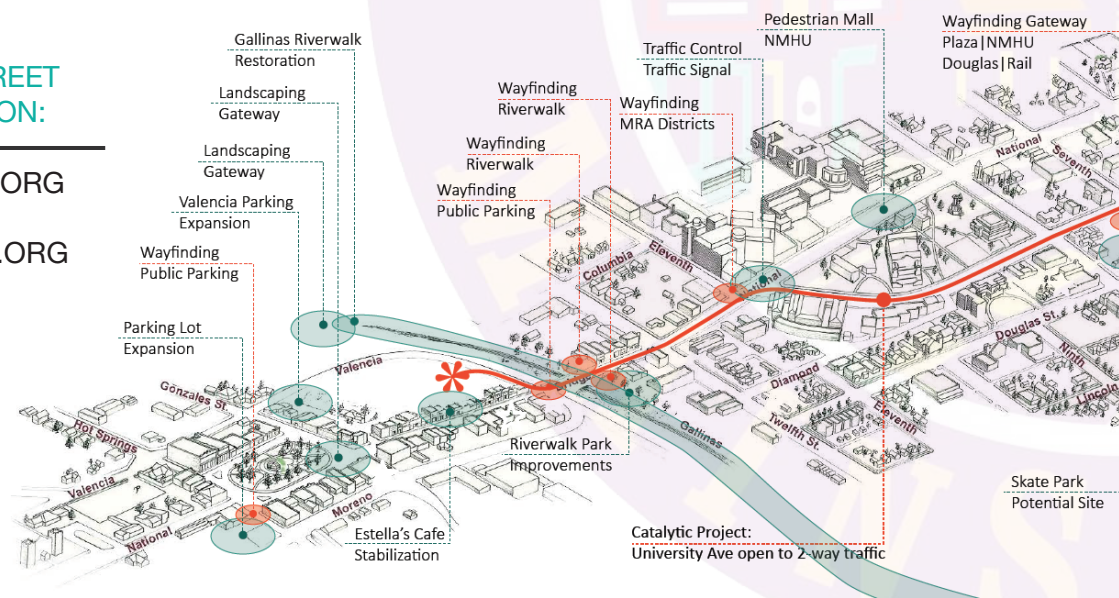 REET
ON:
.ORG
.ORG
Gallinas Riverwalk
Restoration
Landscaping
Gateway
Landscaping
Gateway
Valencia Parking
Expansion
Wayfinding
Public Parking
Parking Lot
Expansion
Wayfinding
Riverwalk
Wayfinding
Riverwalk
Wayfinding
Public Parking
Traffic Control
Traffic Signal
Wayfinding
MRA Districts
Pedestrian Mall
NMHU
Wayfinding Gateway
Plaza|NMHU
Douglas|Rail
National
Seventh
Eleventh
Columbia
National
Douglas St.
Ninth
Lincoln
Diamond
Eleventh
Twelfth St.
Gallinas
Valencia
Gonzales St.
Hot Springs
Valencia
National
Moreno
Riverwalk Park
Improvements
Estella's Cafe
Stabilization
Catalytic Project:
University Ave open to 2-way traffic
Skate Park
Potential Site